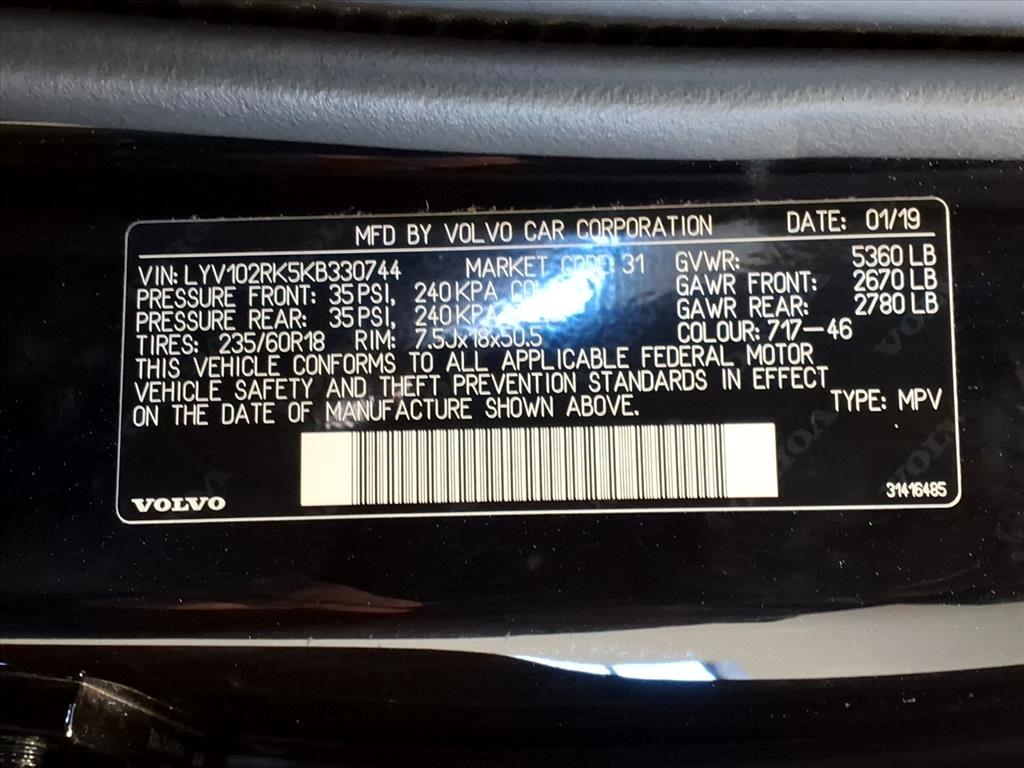 MFD BY VOLVO CAR CORPORATION DATE: 01/19
VIN: LYV102RK5KB330744 MARKET CODE: 31 GVWR: 5360 LB
PRESSURE FRONT: 35 PSI, 240 KPA COLD GAWR FRONT: 2670 LB
PRESSURE REAR: 35 PSI, 240 KPA GAWR REAR: 2780 LB
TIRES: 235/60R18 RIM: 7.5Jx18x50.5 COLOUR: 717-46
THIS VEHICLE CONFORMS TO ALL APPLICABLE FEDERAL MOTOR
VEHICLE SAFETY AND THEFT PREVENTION STANDARDS IN EFFECT
ON THE DATE OF MANUFACTURE SHOWN ABOVE. TYPE: MPV
VOLVO 31416485